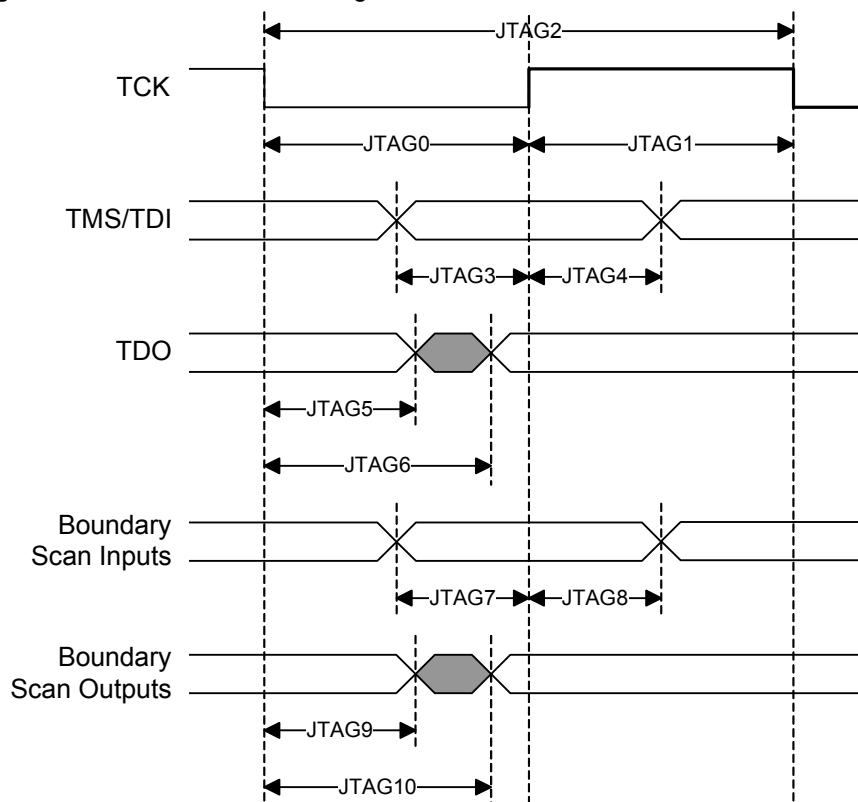 JTAG2
TCK
JTAG0 JTAG1
TMS/TDI
JTAG3 JTAG4
TDO
JTAG5
JTAG6
Boundary
Scan Inputs
JTAG7 JTAG8
Boundary
Scan Outputs
JTAG9
JTAG10